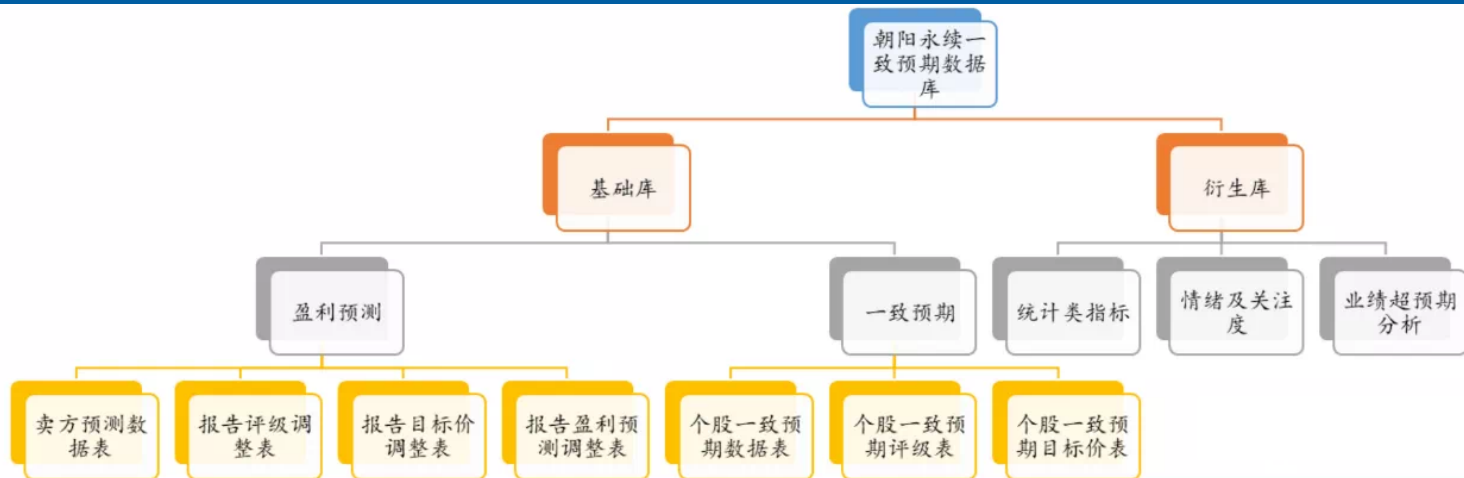 朝阳永续一
致预期数据
库
基础库
衍生库
盈利预测
一致预期
统计类指标
情绪及关注
度
业绩超预期
分析
卖方预测数
据表
报告评级调
整表
报告目标价
调整表
报告盈利预
测调整表
个股一致预
期数据表
个股一致预
期评级表
个股一致预
期目标价表